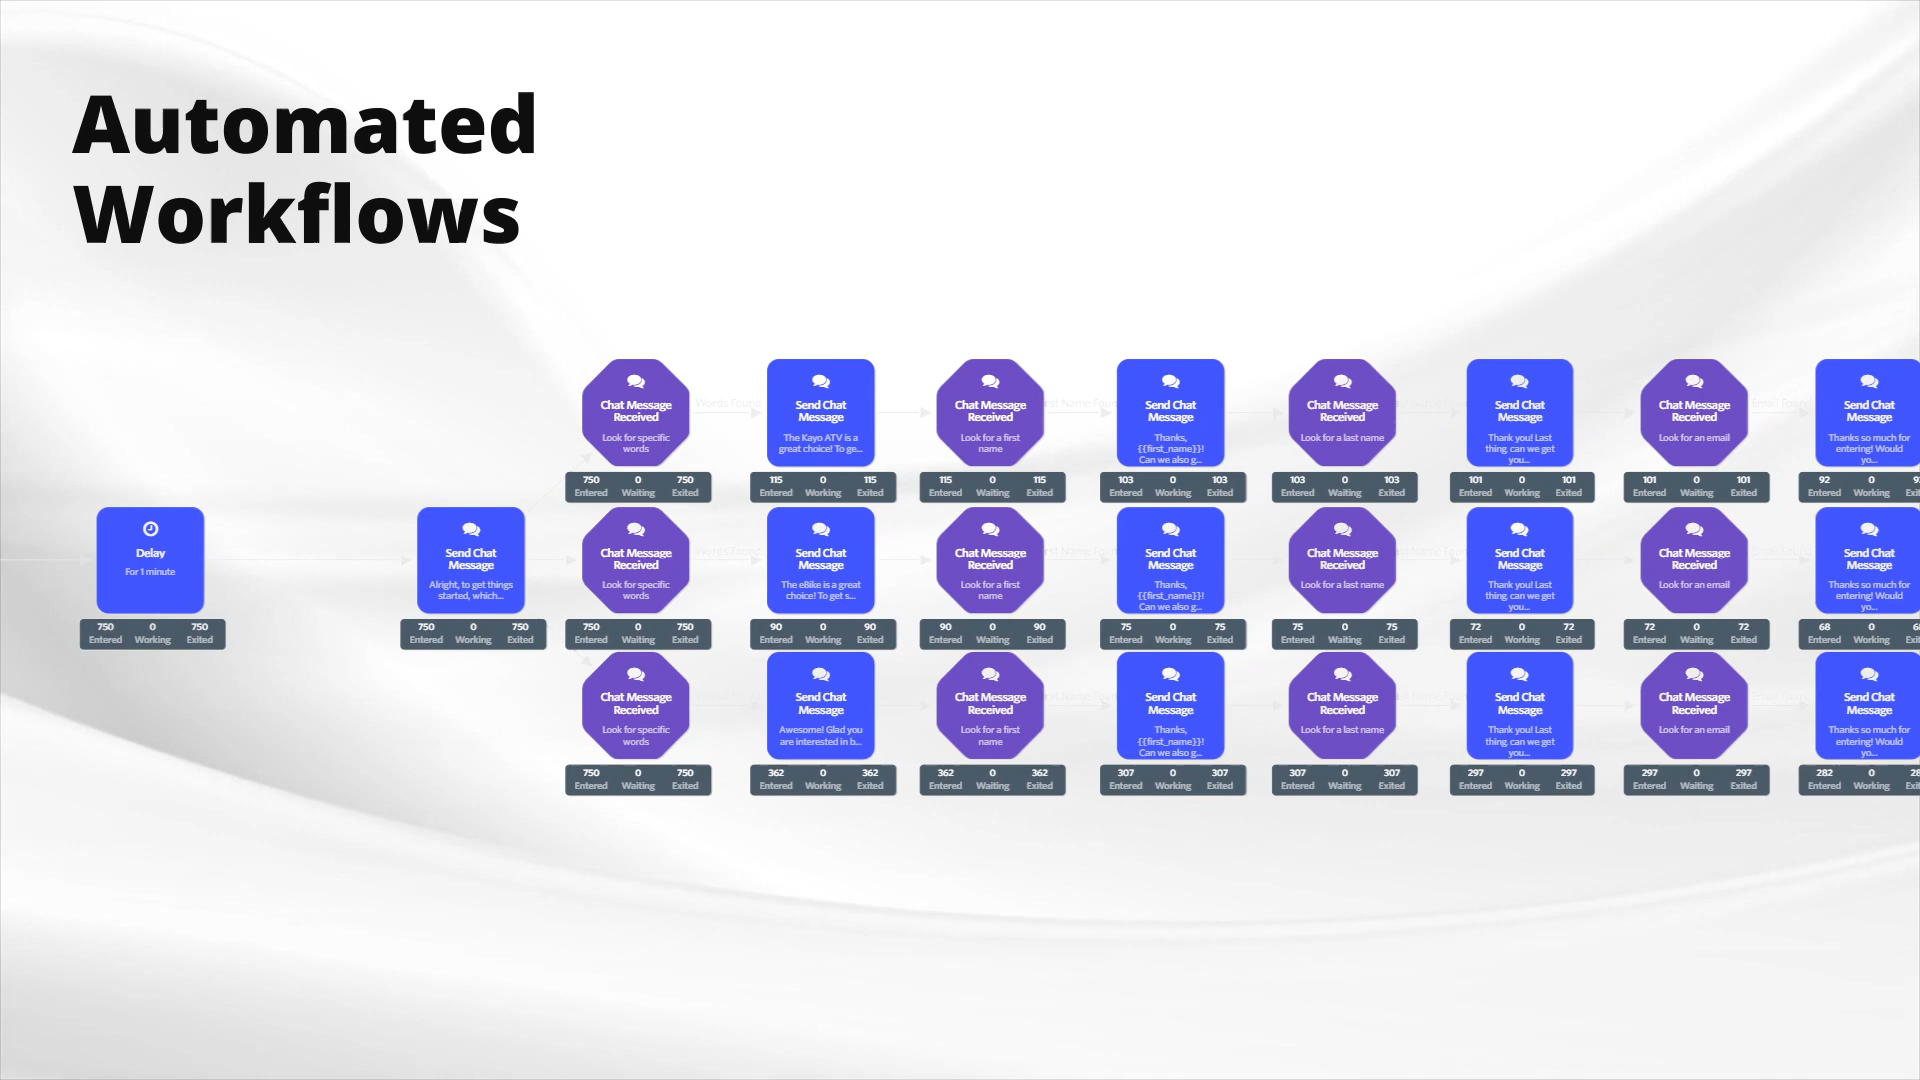 Automated
Workflows
Chat Message
Received
Look for specific
words
750 0 750
Entered Waiting Exited
Words Found
Send Chat
Message
The Kayo ATV is a
great choice! To ge...
115 0 115
Entered Working Exited
Chat Message
Received
Look for a first
name
115 0 115
Entered Waiting Exited
Send Chat
Message
Thanks,
{{first_name}}!
Can we also g...
103 0 103
Entered Working Exited
Chat Message
Received
Look for a last name
103 0 103
Entered Waiting Exited
Send Chat
Message
Thank you! Last
thing, can we get
you...
101 0 101
Entered Working Exited
Chat Message
Received
Look for an email
101 0 101
Entered Waiting Exited
Send Chat
Message
Thanks so much for
entering! Would
yo...
92 0
Entered Working
Delay
For 1 minute
750 0 750
Entered Working Exited
Send Chat
Message
Alright, to get things
started, which...
750 0 750
Entered Working Exited
Chat Message
Received
Look for specific
words
750 0 750
Entered Waiting Exited
Words Found
Send Chat
Message
The eBike is a great
choice! To get s...
90 0 90
Entered Working Exited
Chat Message
Received
Look for a first
name
90 0 90
Entered Waiting Exited
Send Chat
Message
Thanks,
{{first_name}}!
Can we also g...
75 0 75
Entered Working Exited
Chat Message
Received
Look for a last name
75 0 75
Entered Waiting Exited
Send Chat
Message
Thank you! Last
thing, can we get
you...
72 0 72
Entered Working Exited
Chat Message
Received
Look for an email
72 0 72
Entered Waiting Exited
Send Chat
Message
Thanks so much for
entering! Would
yo...
68 0
Entered Working
Chat Message
Received
Look for specific
words
750 0 750
Entered Waiting Exited
Send Chat
Message
Awesome! Glad you
are interested in b...
362 0 362
Entered Working Exited
Chat Message
Received
Look for a first
name
362 0 362
Entered Waiting Exited
Send Chat
Message
Thanks,
{{first_name}}!
Can we also g...
307 0 307
Entered Working Exited
Chat Message
Received
Look for a last name
307 0 307
Entered Waiting Exited
Send Chat
Message
Thank you! Last
thing, can we get
you...
297 0 297
Entered Working Exited
Chat Message
Received
Look for an email
297 0 297
Entered Waiting Exited
Send Chat
Message
Thanks so much for
entering! Would
yo...
282 0
Entered Working